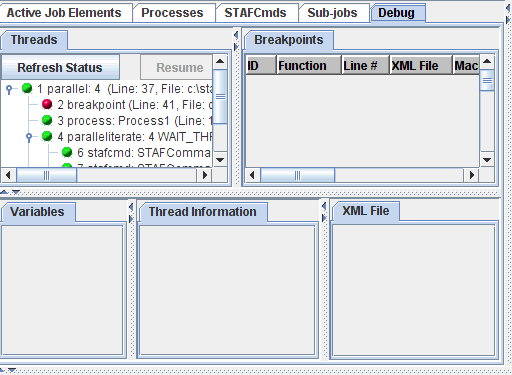 Active Job Elements Processes STAFCmds Sub-jobs Debug
Threads
Refresh Status Resume
1 parallel: 4 (Line: 37, File: c:\sta
2 breakpoint (Line: 41, File: c
3 process: Process1 (Line: 1
4 paralleliterate: 4 WAIT_THR
6 stafcmd: STAFComma
7 stafcmd: STAFComma
Breakpoints
ID Function Line # XML File Mac
Variables
Thread Information
XML File